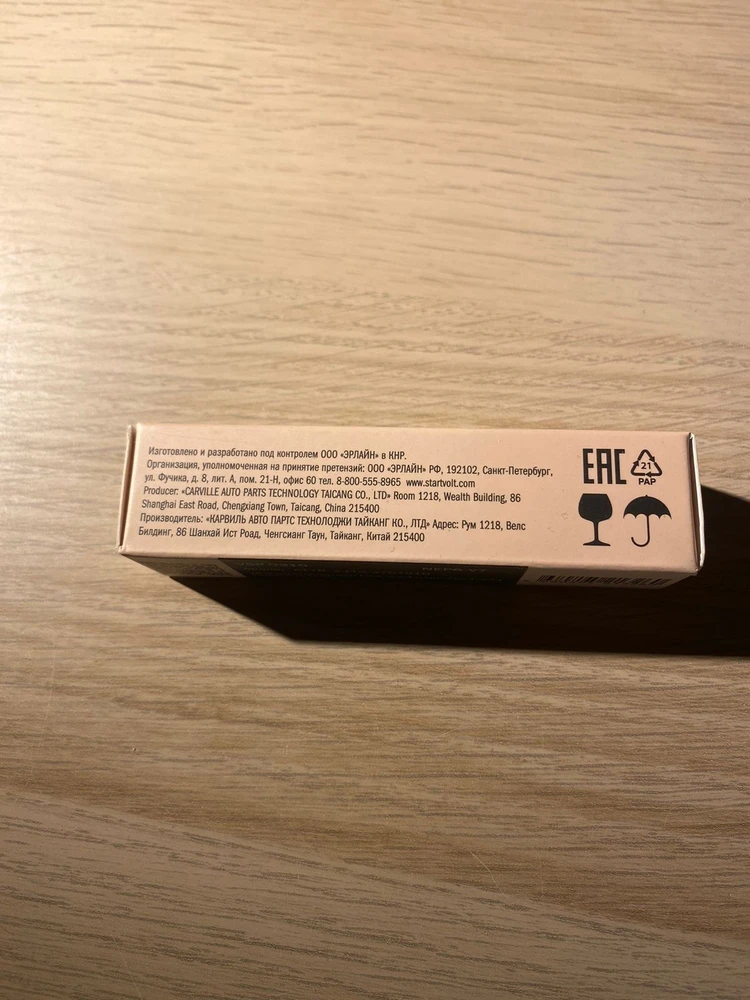 Изготовлено и разработано под контролем ООО «ЭРЛАЙН» в КНР.
Организация, уполномоченная на принятие претензий: ООО «ЭРЛАЙН» РФ, 192102, Санкт-Петербург,
ул. Фучика, д. 8, лит. А, пом. 21-Н, офис 60 тел. 8-800-555-8965 www.startvolt.com
Producer: «CARVILLE AUTO PARTS TECHNOLOGY TAICANG CO., LTD» Room 1218, Wealth Building, 86
Shanghai East Road, Chengxiang Town, Taicang, China 215400
Производитель: «КАРВИЛЬ АВТО ПАРТС ТЕХНОЛОДЖИ ТАЙКАНГ КО., ЛТД» Адрес: Рум 1218, Велс
Билдинг, 86 Шанхай Ист Роад, Ченгсианг Таун, Тайканг, Китай 215400
EAC
21
PAP